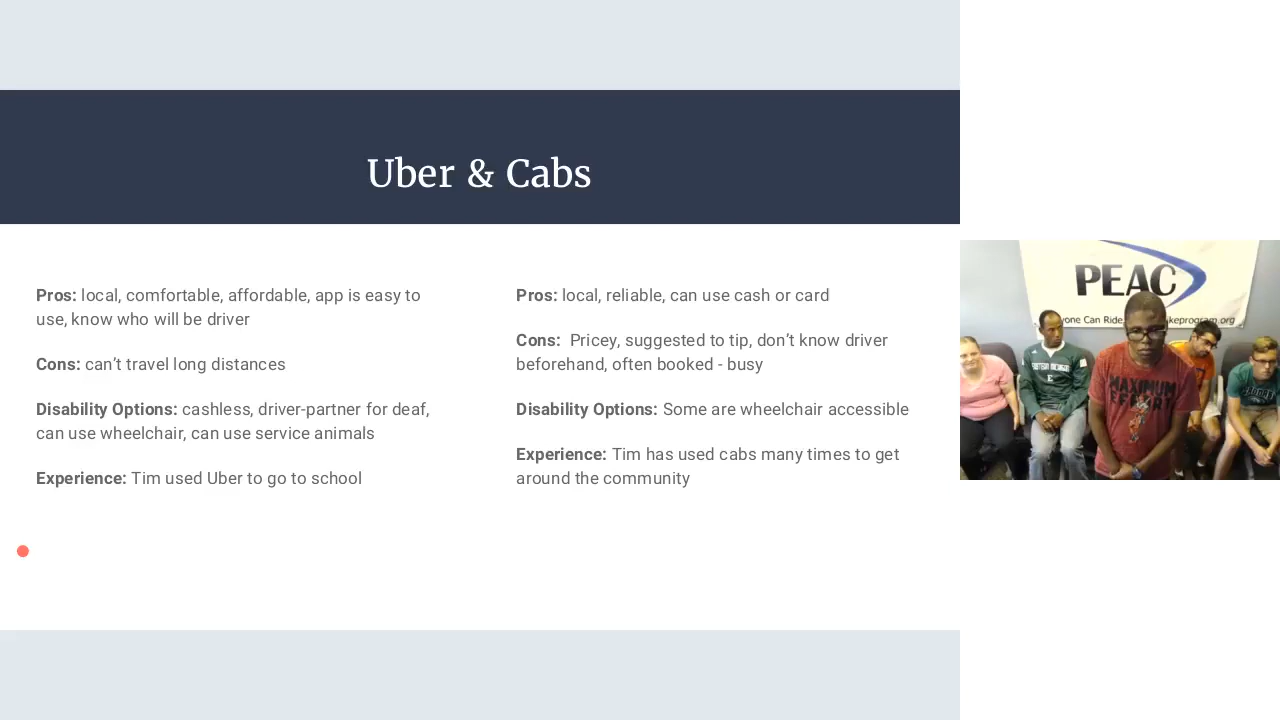 Uber & Cabs
Pros: local, comfortable, affordable, app is easy to
use, know who will be driver
Cons: can’t travel long distances
Disability Options: cashless, driver-partner for deaf,
can use wheelchair, can use service animals
Experience: Tim used Uber to go to school
Pros: local, reliable, can use cash or card
Cons:  Pricey, suggested to tip, don’t know driver
beforehand, often booked - busy
Disability Options: Some are wheelchair accessible
Experience: Tim has used cabs many times to get
around the community
PEAC
Can Ride
MAXIMUM
EFFORT
E